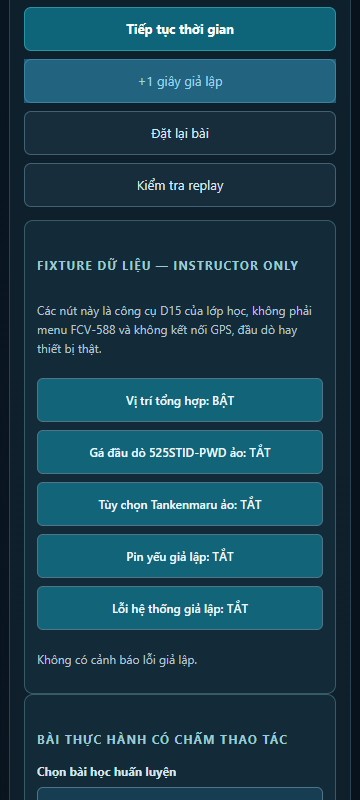 Tiếp tục thời gian
+1 giây giả lập
Đặt lại bài
Kiểm tra replay
FIXTURE DỮ LIỆU — INSTRUCTOR ONLY
Các nút này là công cụ D15 của lớp học, không phải
menu FCV-588 và không kết nối GPS, đầu dò hay
thiết bị thật.
Vị trí tổng hợp: BẬT
Gá đầu dò 525STID-PWD ảo: TẮT
Tùy chọn Tankenmaru ảo: TẮT
Pin yếu giả lập: TẮT
Lỗi hệ thống giả lập: TẮT
Không có cảnh báo lỗi giả lập.
BÀI THỰC HÀNH CÓ CHẤM THAO TÁC
Chọn bài học huấn luyện